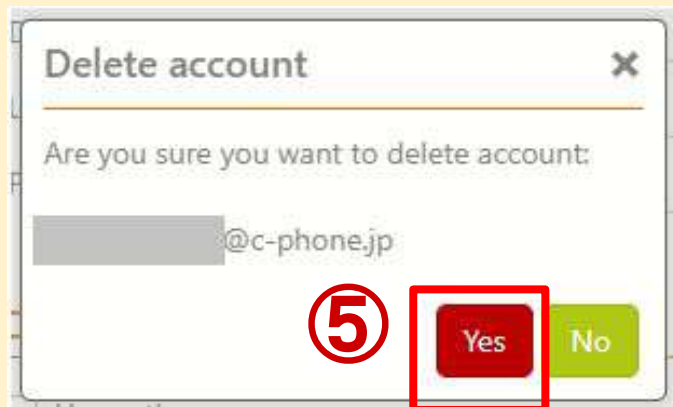 Delete account ×
Are you sure you want to delete account:
@c-phone.jp
⑤
Yes No